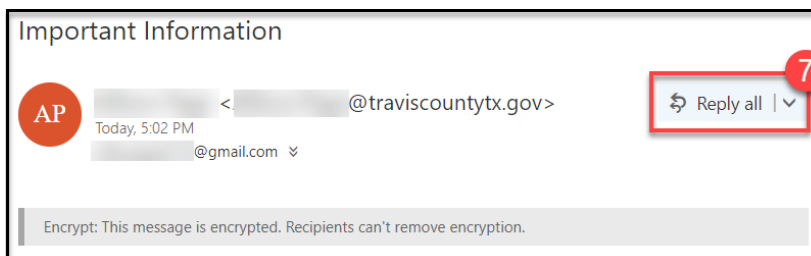 Important Information
7
AP
< @traviscountytx.gov>
Reply all
Today, 5:02 PM
@gmail.com
Encrypt: This message is encrypted. Recipients can't remove encryption.